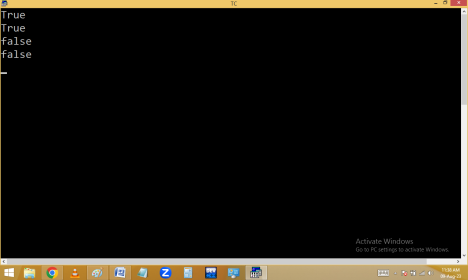 TC
True
True
false
false
Activate Windows
Go to PC settings to activate Windows.